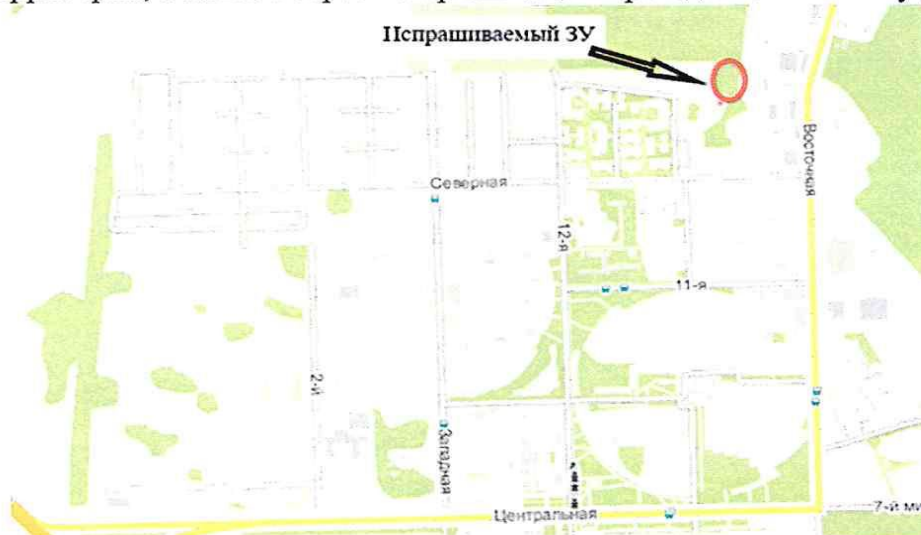 Испрашиваемый ЗУ
Восточная
Северная
12-я
11-я
2-й
Западная
Центральная
7-й ми